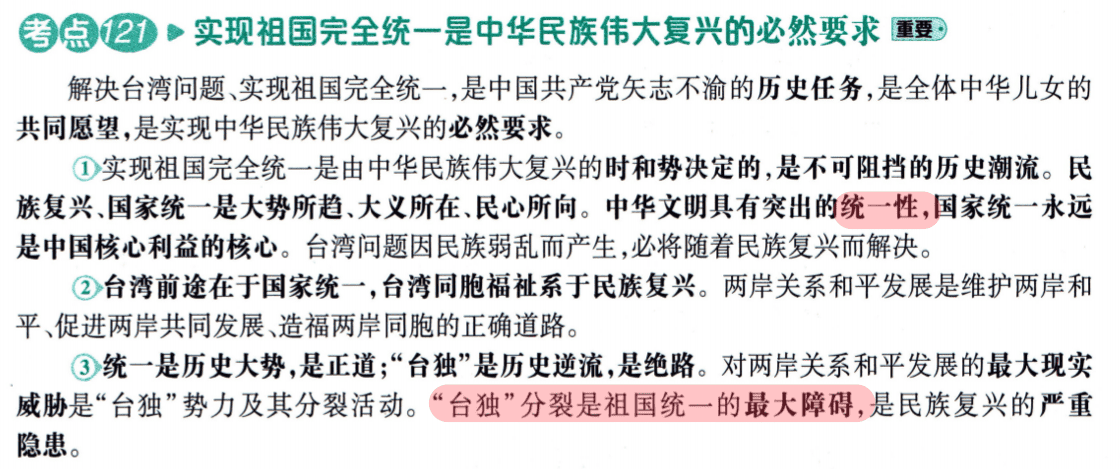 考点121 ▶ 实现祖国完全统一是中华民族伟大复兴的必然要求 重要
解决台湾问题、实现祖国完全统一,是中国共产党矢志不渝的历史任务,是全体中华儿女的
共同愿望,是实现中华民族伟大复兴的必然要求。
①实现祖国完全统一是由中华民族伟大复兴的时和势决定的,是不可阻挡的历史潮流。民
族复兴、国家统一是大势所趋、大义所在、民心所向。中华文明具有突出的统一性,国家统一永远
是中国核心利益的核心。台湾问题因民族弱乱而产生,必将随着民族复兴而解决。
②台湾前途在于国家统一,台湾同胞福祉系于民族复兴。两岸关系和平发展是维护两岸和
平、促进两岸共同发展、造福两岸同胞的正确道路。
③统一是历史大势,是正道;“台独”是历史逆流,是绝路。对两岸关系和平发展的最大现实
威胁是“台独”势力及其分裂活动。“台独”分裂是祖国统一的最大障碍,是民族复兴的严重
隐患。